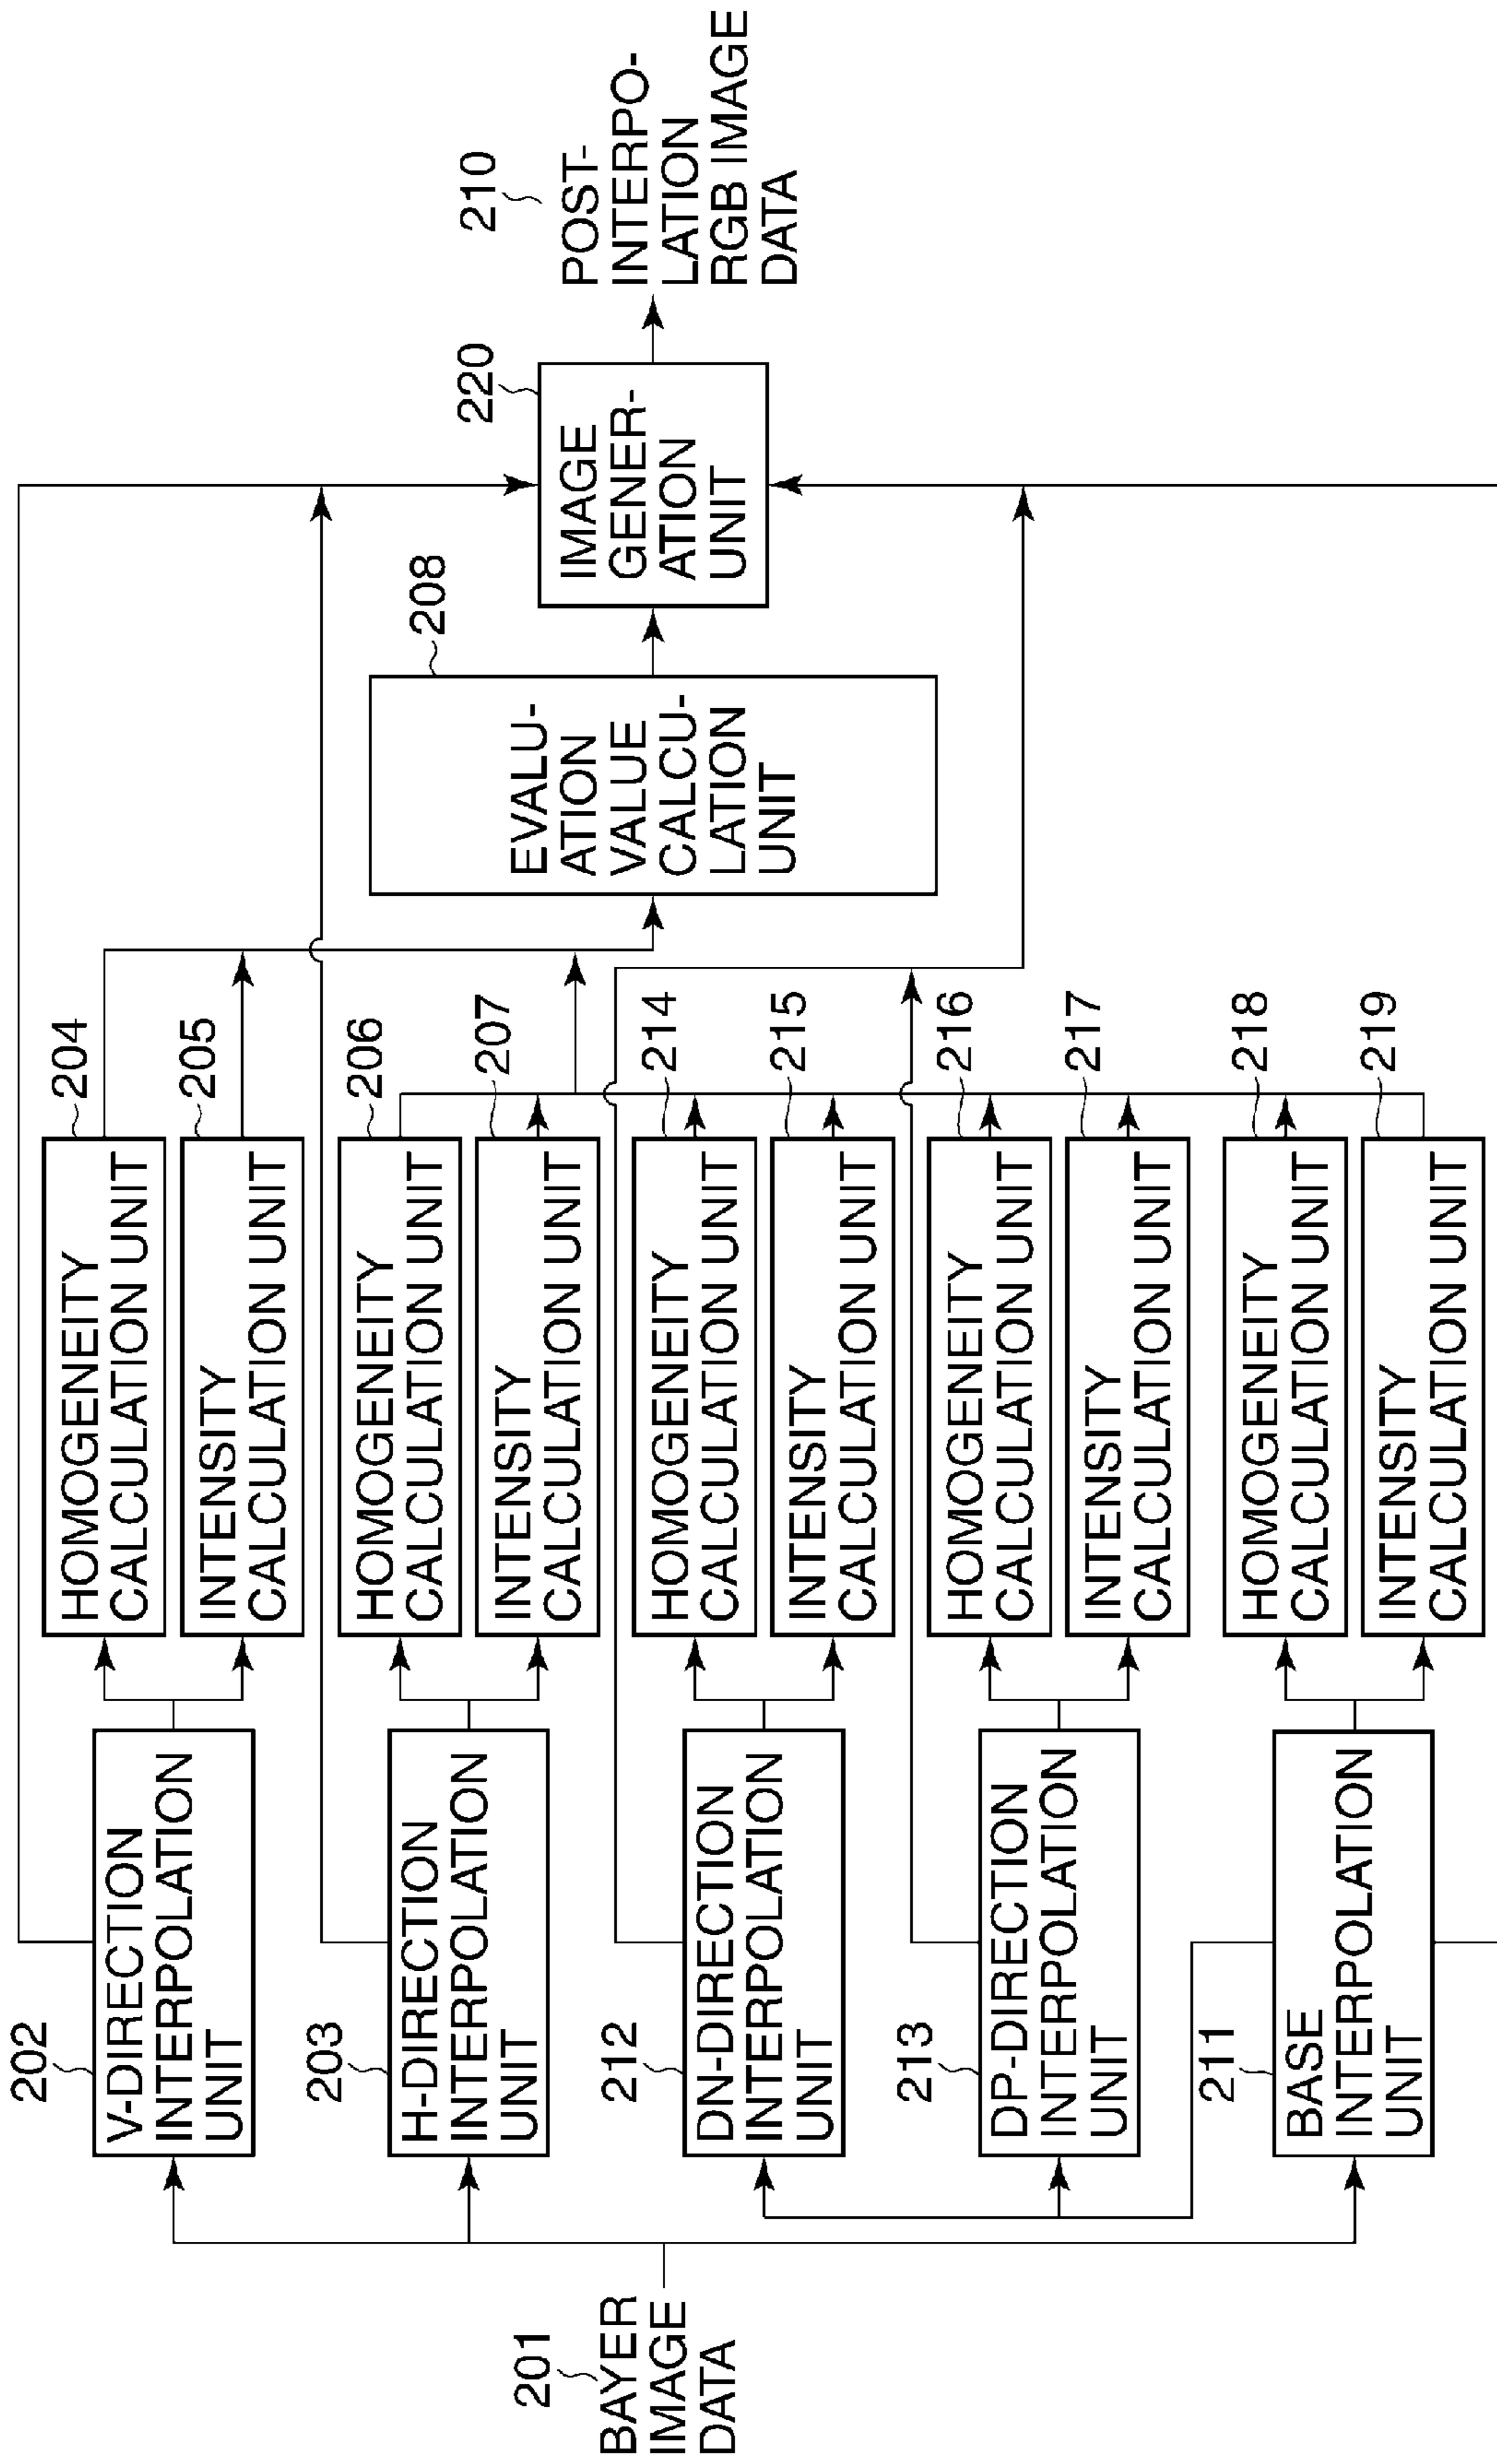 201
BAYER
IMAGE
DATA
202
V-DIRECTION
INTERPOLATION
UNIT
203
H-DIRECTION
INTERPOLATION
UNIT
212
DN-DIRECTION
INTERPOLATION
UNIT
213
DP-DIRECTION
INTERPOLATION
UNIT
211
BASE
INTERPOLATION
UNIT
204
HOMOGENEITY
CALCULATION UNIT
205
INTENSITY
CALCULATION UNIT
206
HOMOGENEITY
CALCULATION UNIT
207
INTENSITY
CALCULATION UNIT
214
HOMOGENEITY
CALCULATION UNIT
215
INTENSITY
CALCULATION UNIT
216
HOMOGENEITY
CALCULATION UNIT
217
INTENSITY
CALCULATION UNIT
218
HOMOGENEITY
CALCULATION UNIT
219
INTENSITY
CALCULATION UNIT
208
EVALU-
ATION
VALUE
CALCU-
LATION
UNIT
220
IMAGE
GENER-
ATION
UNIT
210
POST-
INTERPO-
LATION
RGB IMAGE
DATA